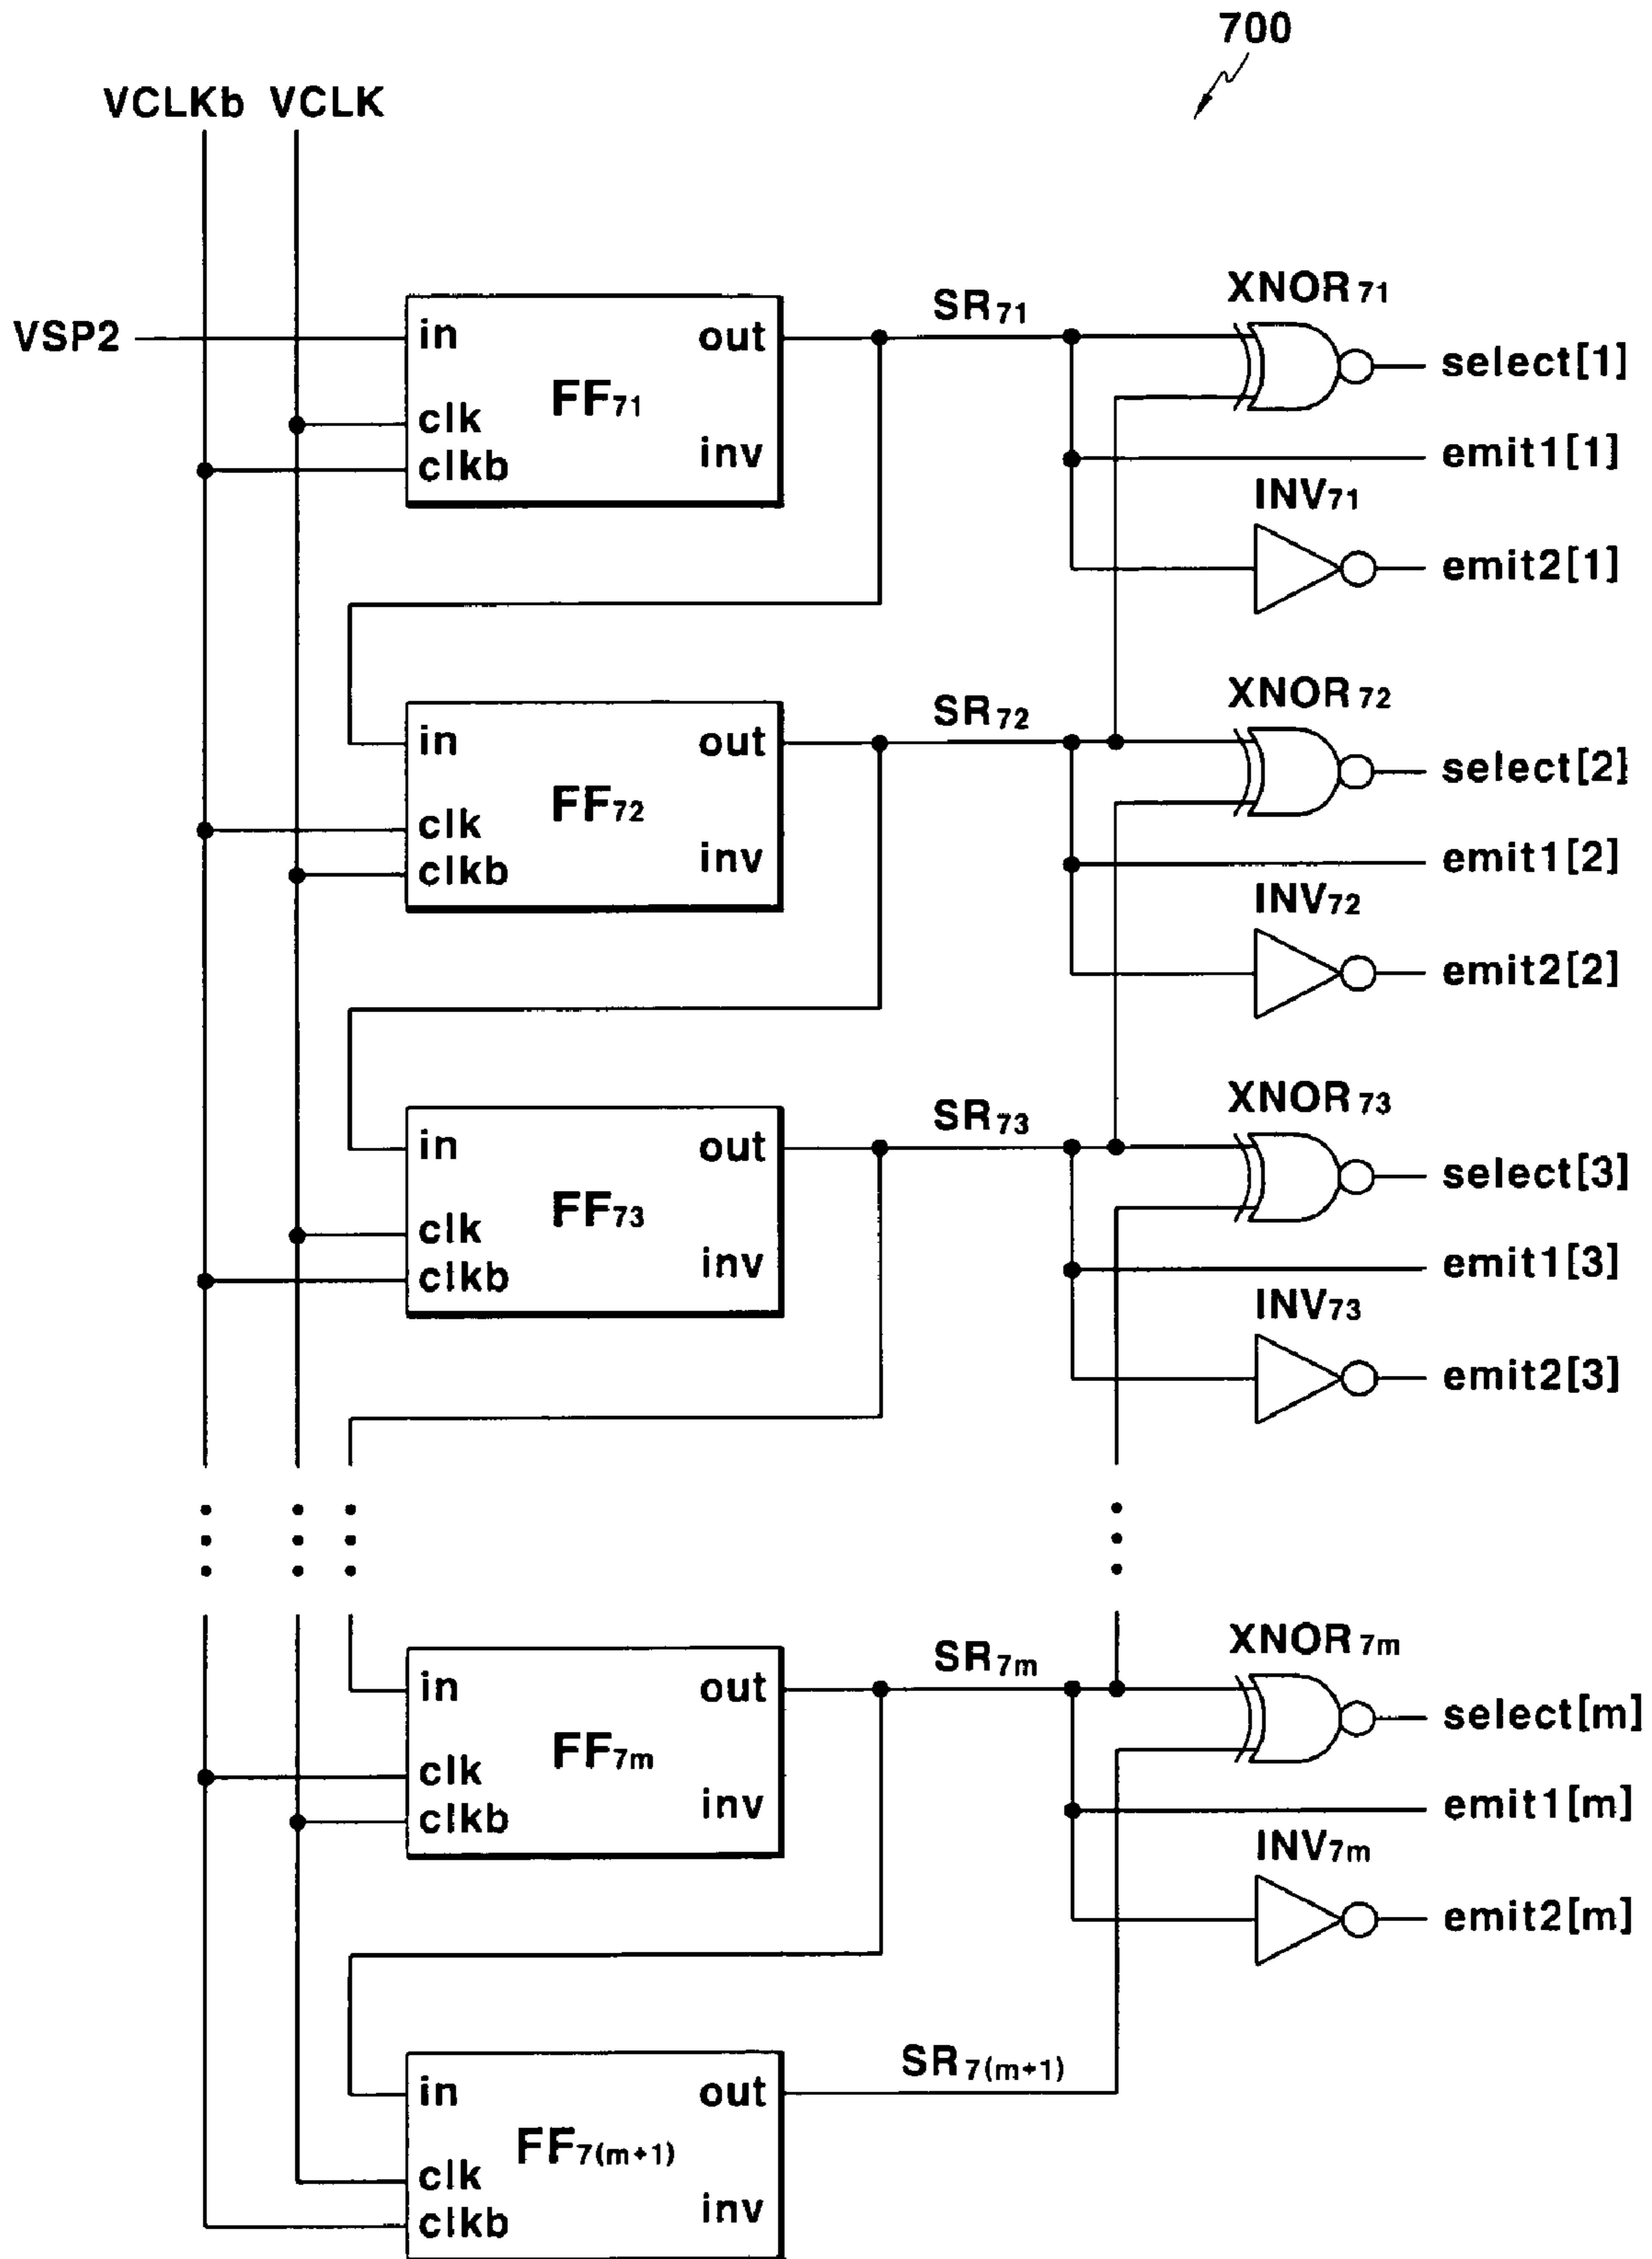 700
VCLKb VCLK
VSP2
in out
FF71
clk
clkb
inv
SR71
XNOR71
select[1]
emit1[1]
INV71
emit2[1]
in out
FF72
clk
clkb
inv
SR72
XNOR72
select[2]
emit1[2]
INV72
emit2[2]
in out
FF73
clk
clkb
inv
SR73
XNOR73
select[3]
emit1[3]
INV73
emit2[3]
in out
FF7m
clk
clkb
inv
SR7m
XNOR7m
select[m]
emit1[m]
INV7m
emit2[m]
in out
FF7(m+1)
clk
clkb
inv
SR7(m+1)